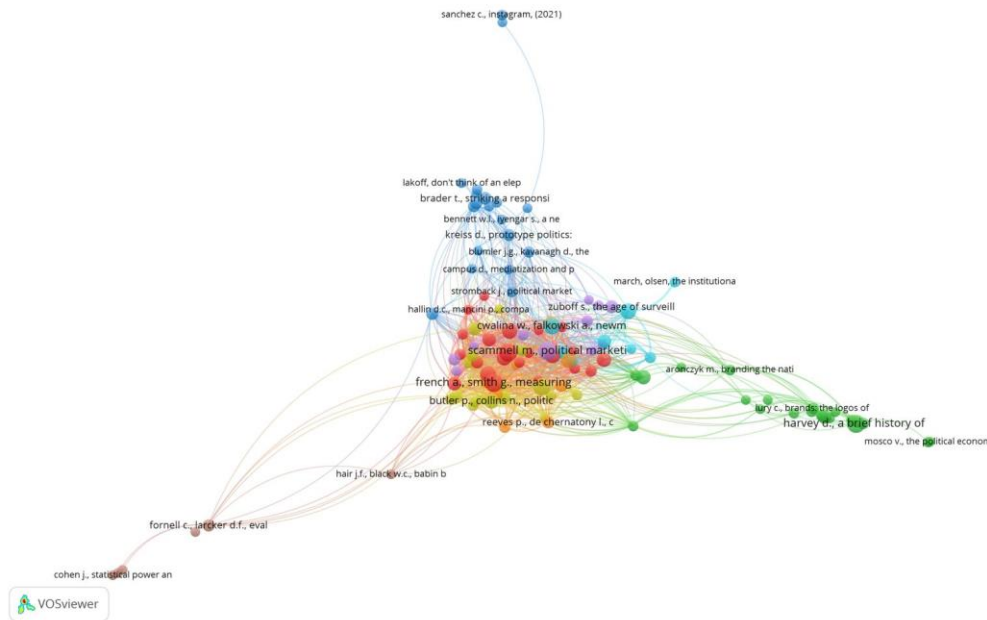 sanchez c., instagram, (2021)
lakoff, don't think of an elep
brader t., striking a responsi
bennett w.l., iyengar s., a ne
kreiss d., prototype politics:
blumler j.g., kavanagh d., the
campus d., mediatization and p
march, olsen, the institutiona
stromback j., political market
zuboff s., the age of surveill
hallin d.c., mancini p., compa
cwalina w., falkowski a., newm
scammell m., political marketi
aronczyk m., branding the nati
french a., smith g., measuring
butler p., collins n., politic
lury c., brands: the logos of
reeves p., de chernatony l., c
harvey d., a brief history of
mosco v., the political econom
hair j.f., black w.c., babin b
fornell c., larcker d.f., eval
cohen j., statistical power an
VOSviewer